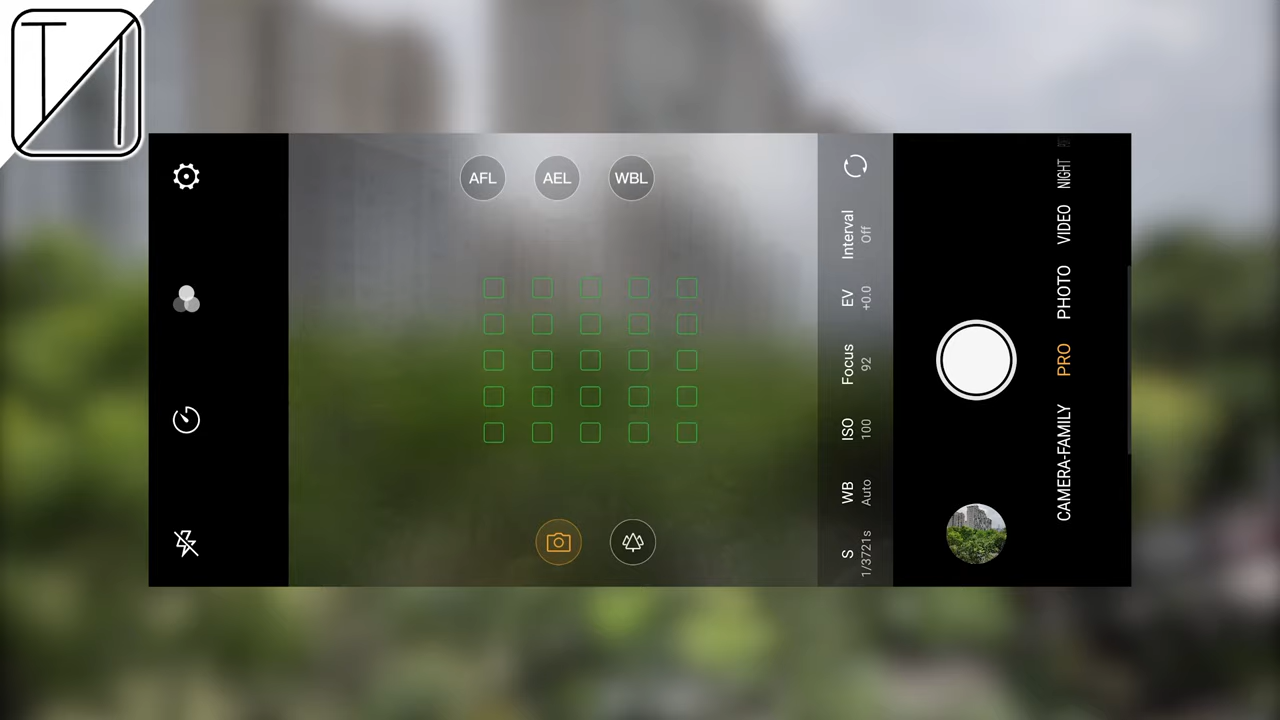 AFL
AEL
WBL
Interval
Off
EV
+0.0
Focus
92
ISO
100
WB
Auto
S
1/3721s
NIGHT
VIDEO
PHOTO
PRO
CAMERA-FAMILY